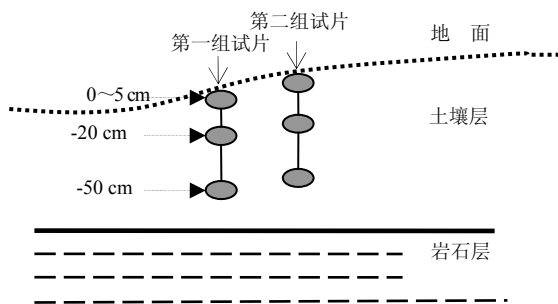 第二组试片
地 面
第一组试片
0～5 cm
土壤层
-20 cm
-50 cm
岩石层